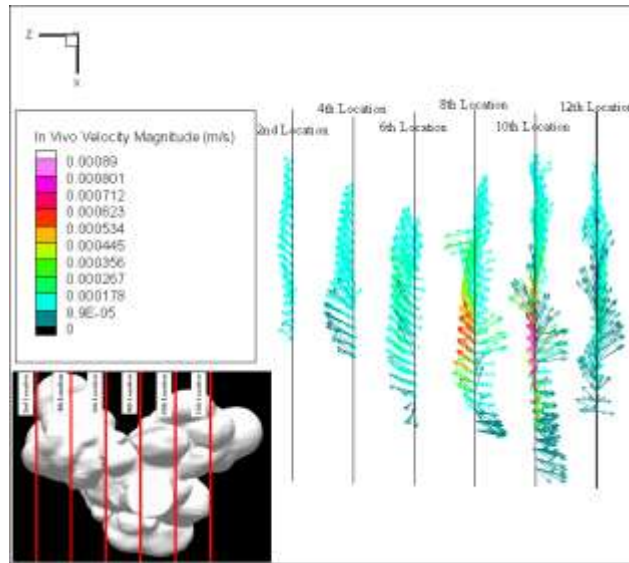 Z
X
4th Location
8th Location
12th Location
2nd Location
6th Location
10th Location
In Vivo Velocity Magnitude (m/s)
0.00089
0.000801
0.000712
0.000623
0.000534
0.000445
0.000356
0.000267
0.000178
8.9E-05
0
2nd Location